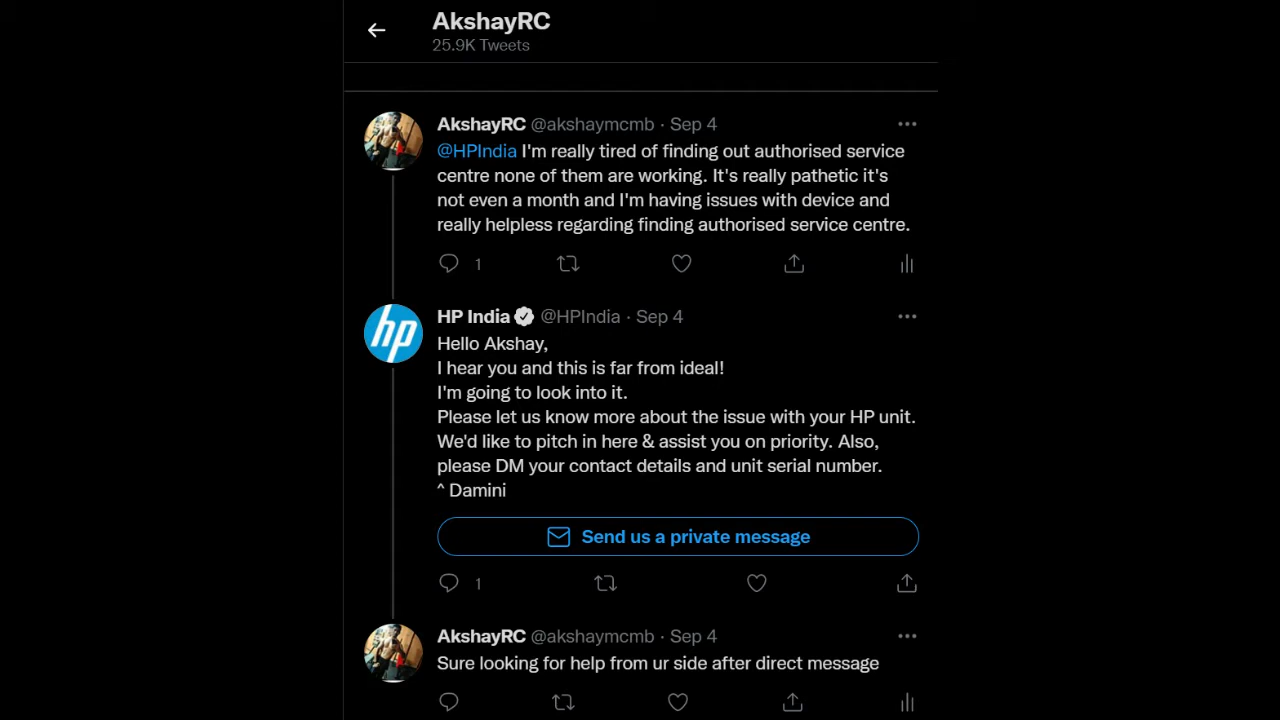 AkshayRC
25.9K Tweets
AkshayRC @akshaymcmb · Sep 4
@HPIndia I'm really tired of finding out authorised service
centre none of them are working. It's really pathetic it's
not even a month and I'm having issues with device and
really helpless regarding finding authorised service centre.
1
hp
HP India @HPIndia · Sep 4
Hello Akshay,
I hear you and this is far from ideal!
I'm going to look into it.
Please let us know more about the issue with your HP unit.
We'd like to pitch in here & assist you on priority. Also,
please DM your contact details and unit serial number.
^ Damini
Send us a private message
1
AkshayRC @akshaymcmb · Sep 4
Sure looking for help from ur side after direct message